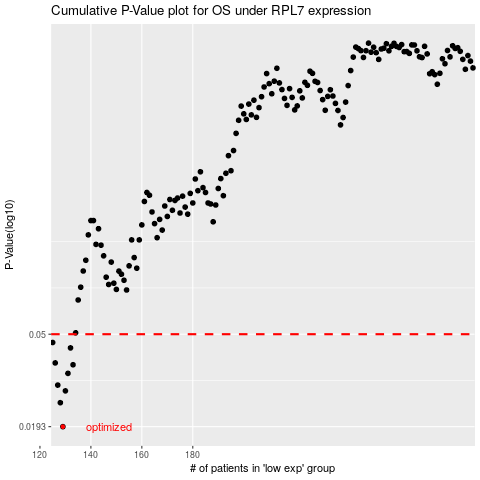 Cumulative P-Value plot for OS under RPL7 expression
P-Value(log10)
0.05
0.0193
optimized
120 140 160 180
# of patients in 'low exp' group